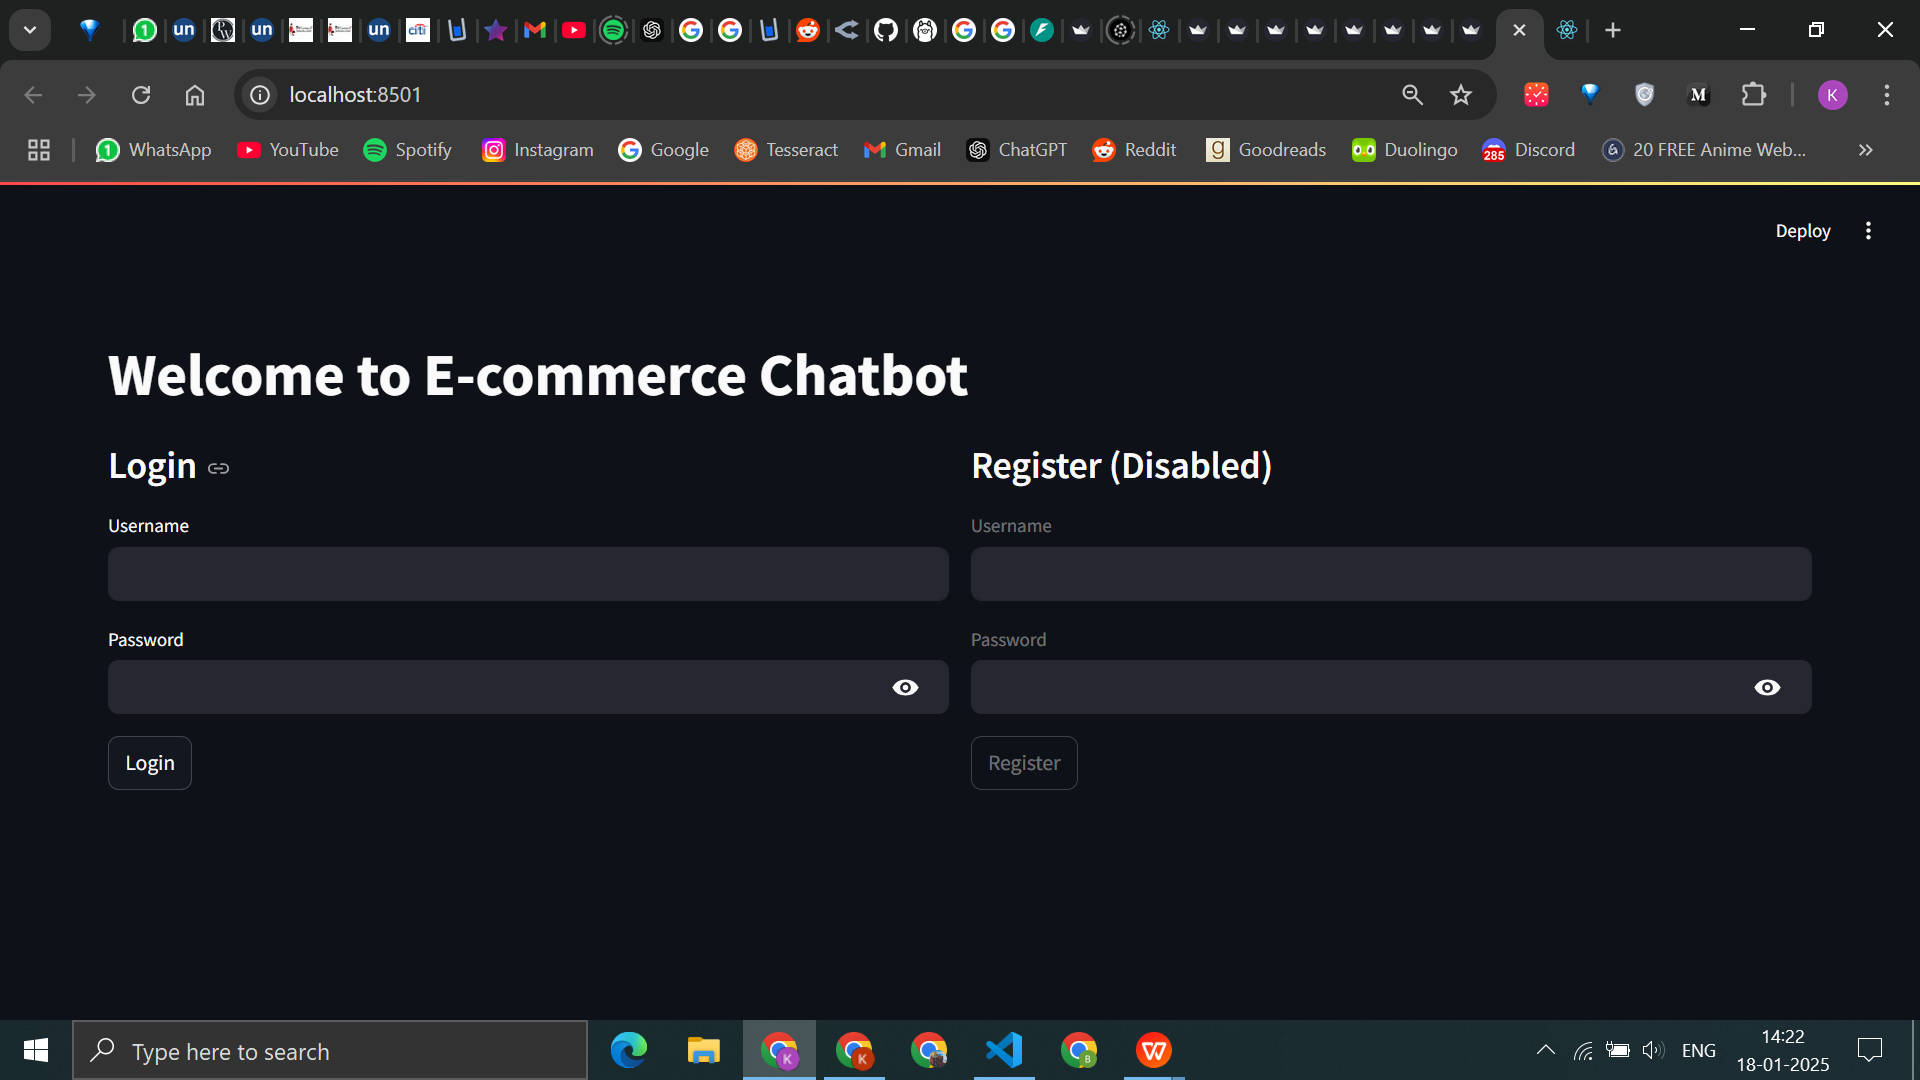 localhost:8501
K
WhatsApp
YouTube
Spotify
Instagram
Google
Tesseract
Gmail
ChatGPT
Reddit
Goodreads
Duolingo
285
Discord
20 FREE Anime Web...
Deploy
Welcome to E-commerce Chatbot
Login
Register (Disabled)
Username
Username
Password
Password
Login
Register
Type here to search
ENG
14:22
18-01-2025